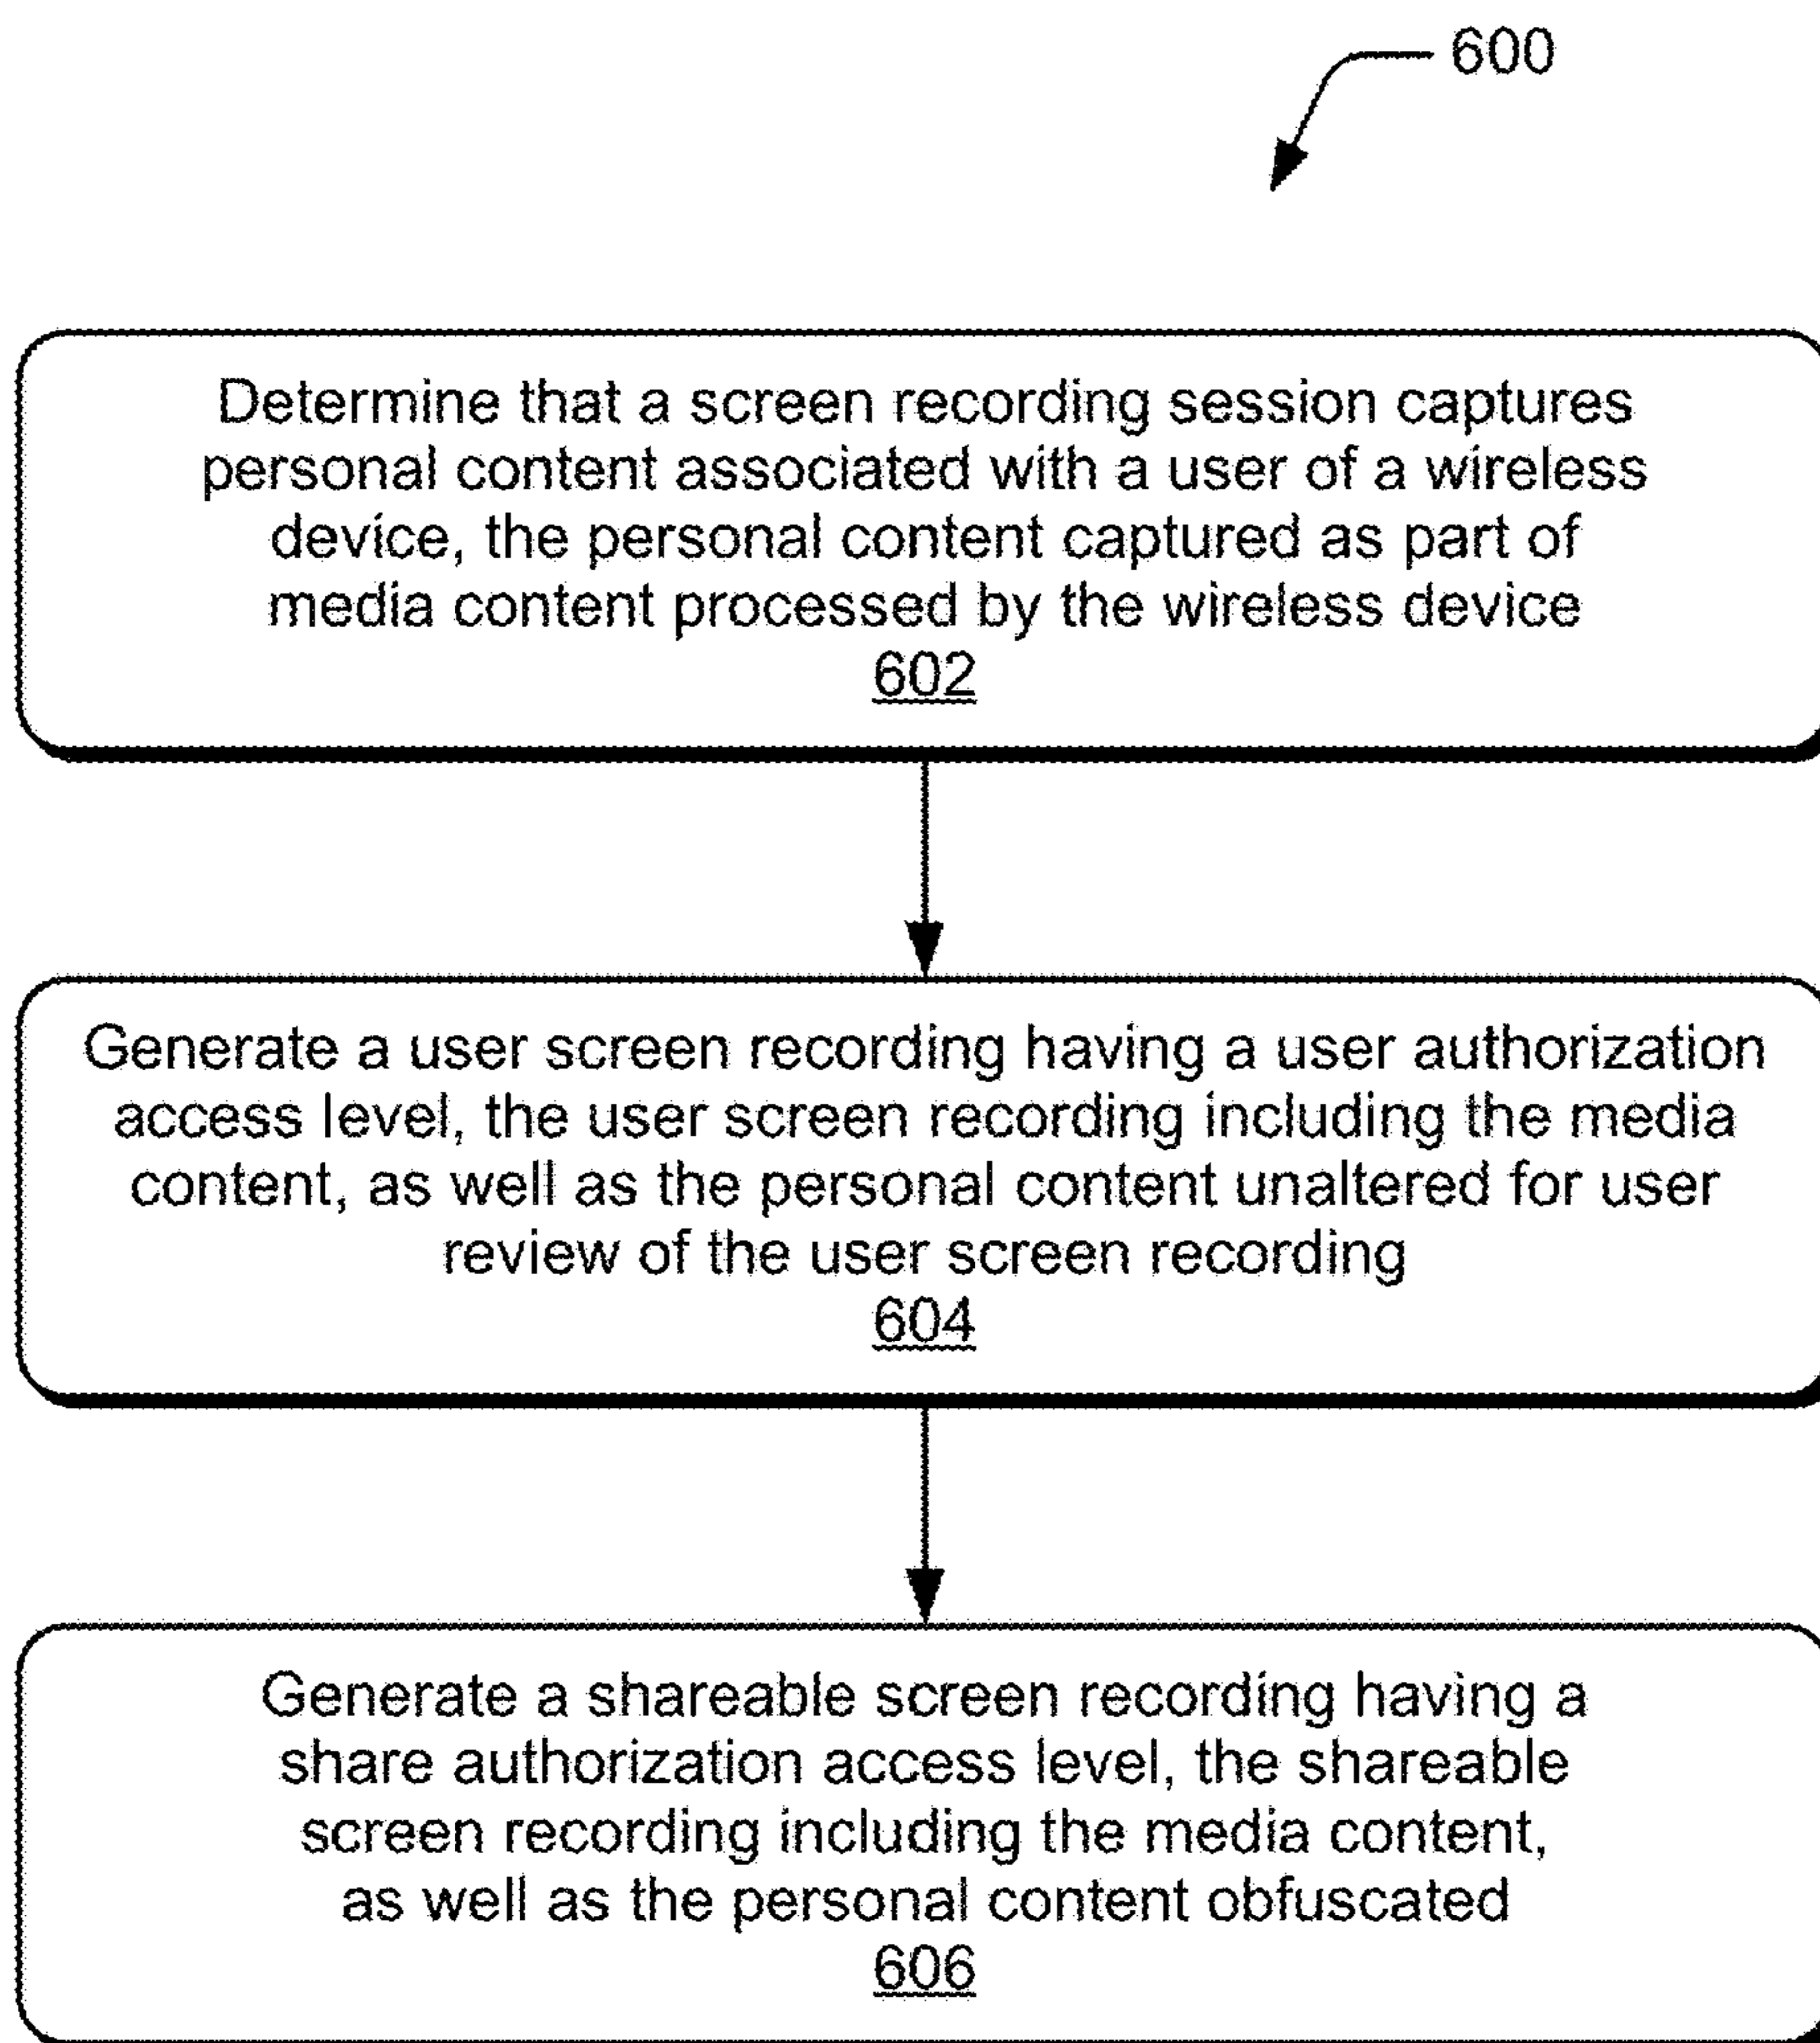 600
Determine that a screen recording session captures
personal content associated with a user of a wireless
device, the personal content captured as part of
media content processed by the wireless device
602
Generate a user screen recording having a user authorization
access level, the user screen recording including the media
content, as well as the personal content unaltered for user
review of the user screen recording
604
Generate a shareable screen recording having a
share authorization access level, the shareable
screen recording including the media content,
as well as the personal content obfuscated
606